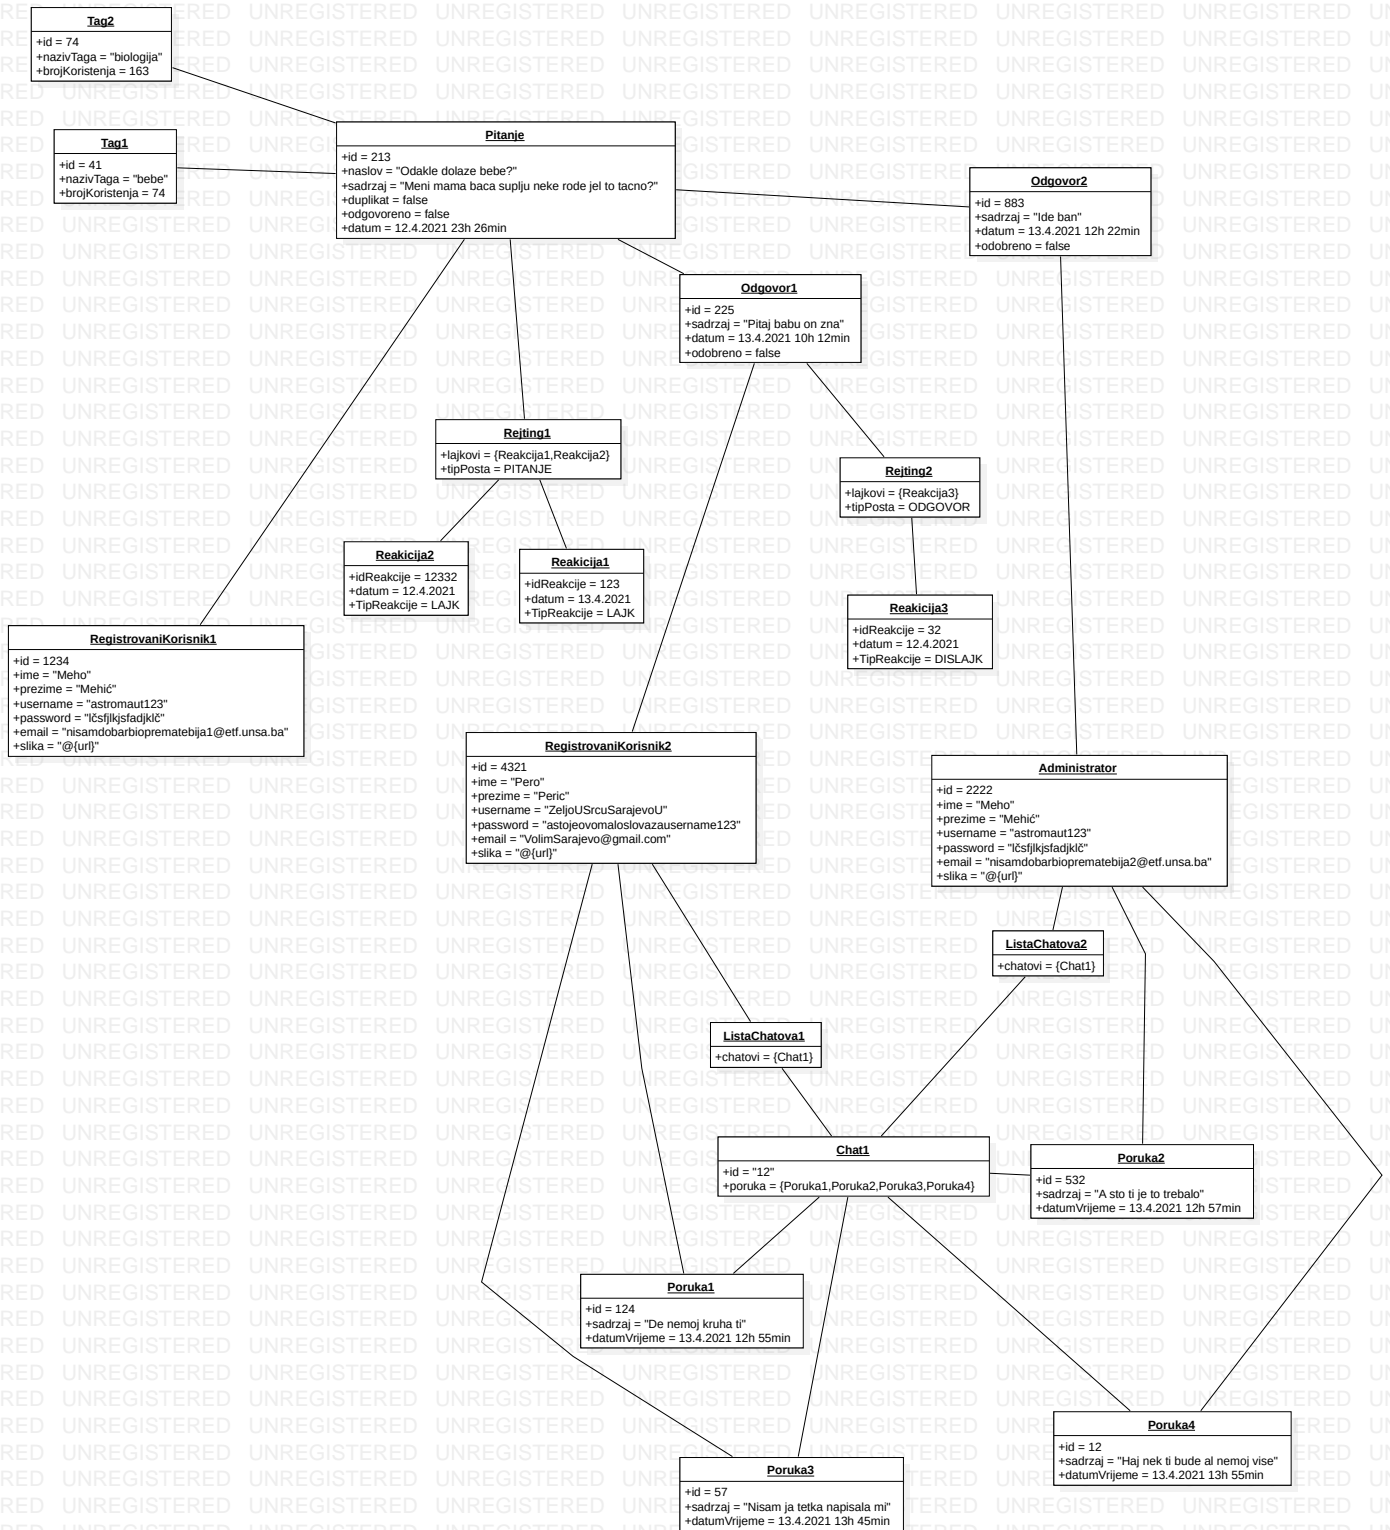 Tag2
+id = 74
+nazivTaga = "biologija"
+brojKoristenja = 163
Tag1
+id = 41
+nazivTaga = "bebe"
+brojKoristenja = 74
Pitanje
+id = 213
+naslov = "Odakle dolaze bebe?"
+sadrzaj = "Meni mama baca suplju neke rode jel to tacno?"
+duplikat = false
+odgovoreno = false
+datum = 12.4.2021 23h 26min
Odgovor2
+id = 883
+sadrzaj = "Ide ban"
+datum = 13.4.2021 12h 22min
+odobreno = false
Odgovor1
+id = 225
+sadrzaj = "Pitaj babu on zna"
+datum = 13.4.2021 10h 12min
+odobreno = false
Rejting1
+lajkovi = {Reakcija1,Reakcija2}
+tipPosta = PITANJE
Rejting2
+lajkovi = {Reakcija3}
+tipPosta = ODGOVOR
Reakicija2
+idReakcije = 12332
+datum = 12.4.2021
+TipReakcije = LAJK
Reakicija1
+idReakcije = 123
+datum = 13.4.2021
+TipReakcije = LAJK
Reakicija3
+idReakcije = 32
+datum = 12.4.2021
+TipReakcije = DISLAJK
RegistrovaniKorisnik1
+id = 1234
+ime = "Meho"
+prezime = "Mehić"
+username = "astromaut123"
+password = "lčsfjlkjsfadjklč"
+email = "nisamdobarbioprematebija1@etf.unsa.ba"
+slika = "@{url}"
RegistrovaniKorisnik2
+id = 4321
+ime = "Pero"
+prezime = "Peric"
+username = "ZeljoUSrcuSarajevoU"
+password = "astojeovomaloslovazausername123"
+email = "VolimSarajevo@gmail.com"
+slika = "@{url}"
Administrator
+id = 2222
+ime = "Meho"
+prezime = "Mehić"
+username = "astromaut123"
+password = "lčsfjlkjsfadjklč"
+email = "nisamdobarbioprematebija2@etf.unsa.ba"
+slika = "@{url}"
ListaChatova2
+chatovi = {Chat1}
ListaChatova1
+chatovi = {Chat1}
Chat1
+id = "12"
+poruka = {Poruka1,Poruka2,Poruka3,Poruka4}
Poruka2
+id = 532
+sadrzaj = "A sto ti je to trebalo"
+datumVrijeme = 13.4.2021 12h 57min
Poruka1
+id = 124
+sadrzaj = "De nemoj kruha ti"
+datumVrijeme = 13.4.2021 12h 55min
Poruka4
+id = 12
+sadrzaj = "Haj nek ti bude al nemoj vise"
+datumVrijeme = 13.4.2021 13h 55min
Poruka3
+id = 57
+sadrzaj = "Nisam ja tetka napisala mi"
+datumVrijeme = 13.4.2021 13h 45min
UNREGISTERED